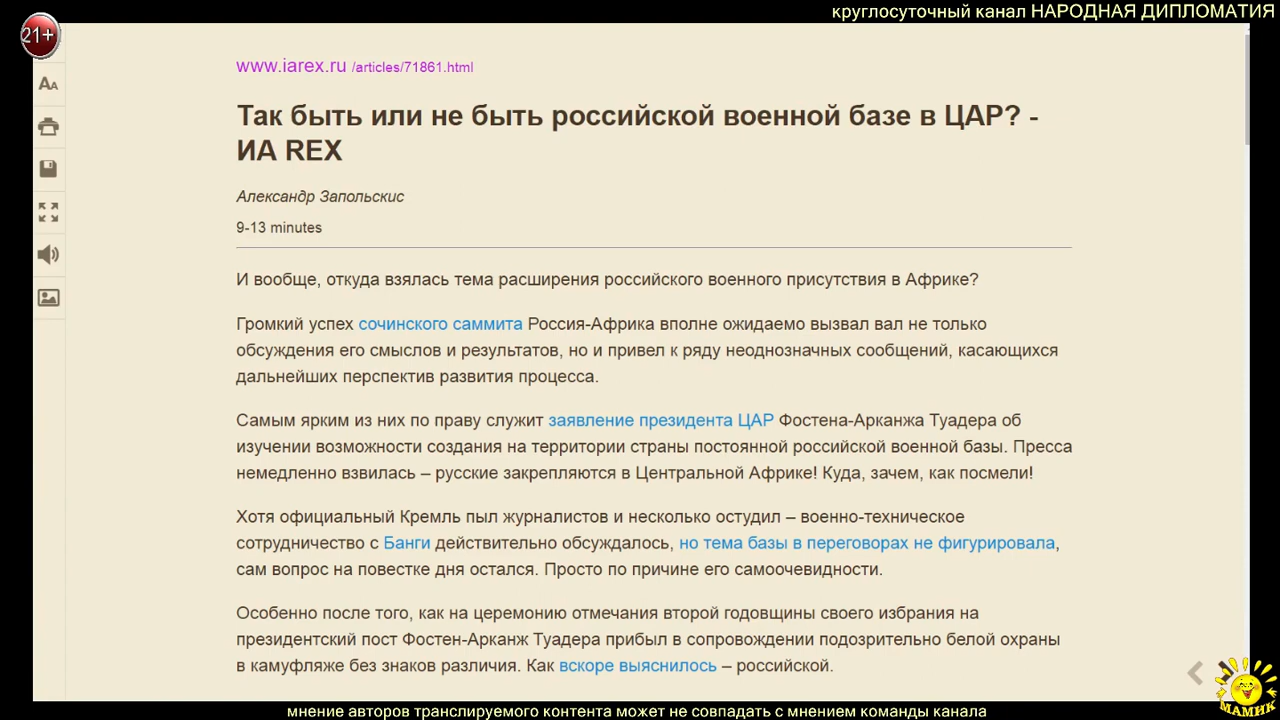 круглосуточный канал НАРОДНАЯ ДИПЛОМАТИЯ
21+
www.iarex.ru /articles/71861.html
Так быть или не быть российской военной базе в ЦАР? -
ИА REX
Александр Запольскис
9-13 minutes
И вообще, откуда взялась тема расширения российского военного присутствия в Африке?
Громкий успех сочинского саммита Россия-Африка вполне ожидаемо вызвал вал не только
обсуждения его смыслов и результатов, но и привел к ряду неоднозначных сообщений, касающихся
дальнейших перспектив развития процесса.
Самым ярким из них по праву служит заявление президента ЦАР Фостена-Арканжа Туадера об
изучении возможности создания на территории страны постоянной российской военной базы. Пресса
немедленно взвилась – русские закрепляются в Центральной Африке! Куда, зачем, как посмели!
Хотя официальный Кремль пыл журналистов и несколько остудил – военно-техническое
сотрудничество с Банги действительно обсуждалось, но тема базы в переговорах не фигурировала,
сам вопрос на повестке дня остался. Просто по причине его самоочевидности.
Особенно после того, как на церемонию отмечания второй годовщины своего избрания на
президентский пост Фостен-Арканж Туадера прибыл в сопровождении подозрительно белой охраны
в камуфляже без знаков различия. Как вскоре выяснилось – российской.
МАМИК
мнение авторов транслируемого контента может не совпадать с мнением команды канала